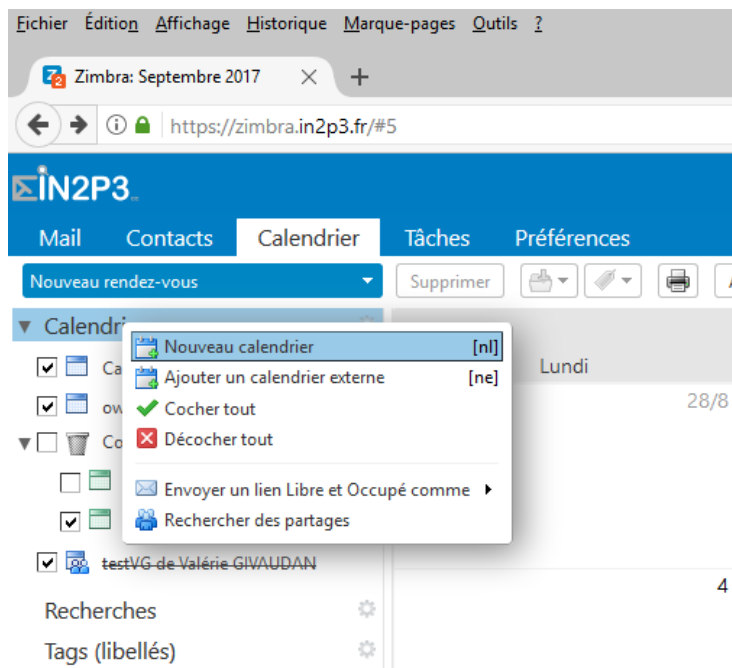 Fichier Édition Affichage Historique Marque-pages Outils ?
Zimbra: Septembre 2017
https://zimbra.in2p3.fr/#5
IN2P3
Mail Contacts Calendrier Tâches Préférences
Nouveau rendez-vous Supprimer
Calendri
Nouveau calendrier [nl]
Lundi
Ca
Ajouter un calendrier externe [ne]
28/8
ow
Cocher tout
Co
Décocher tout
Envoyer un lien Libre et Occupé comme
Rechercher des partages
testVG de Valérie GIVAUDAN
4
Recherches
Tags (libellés)